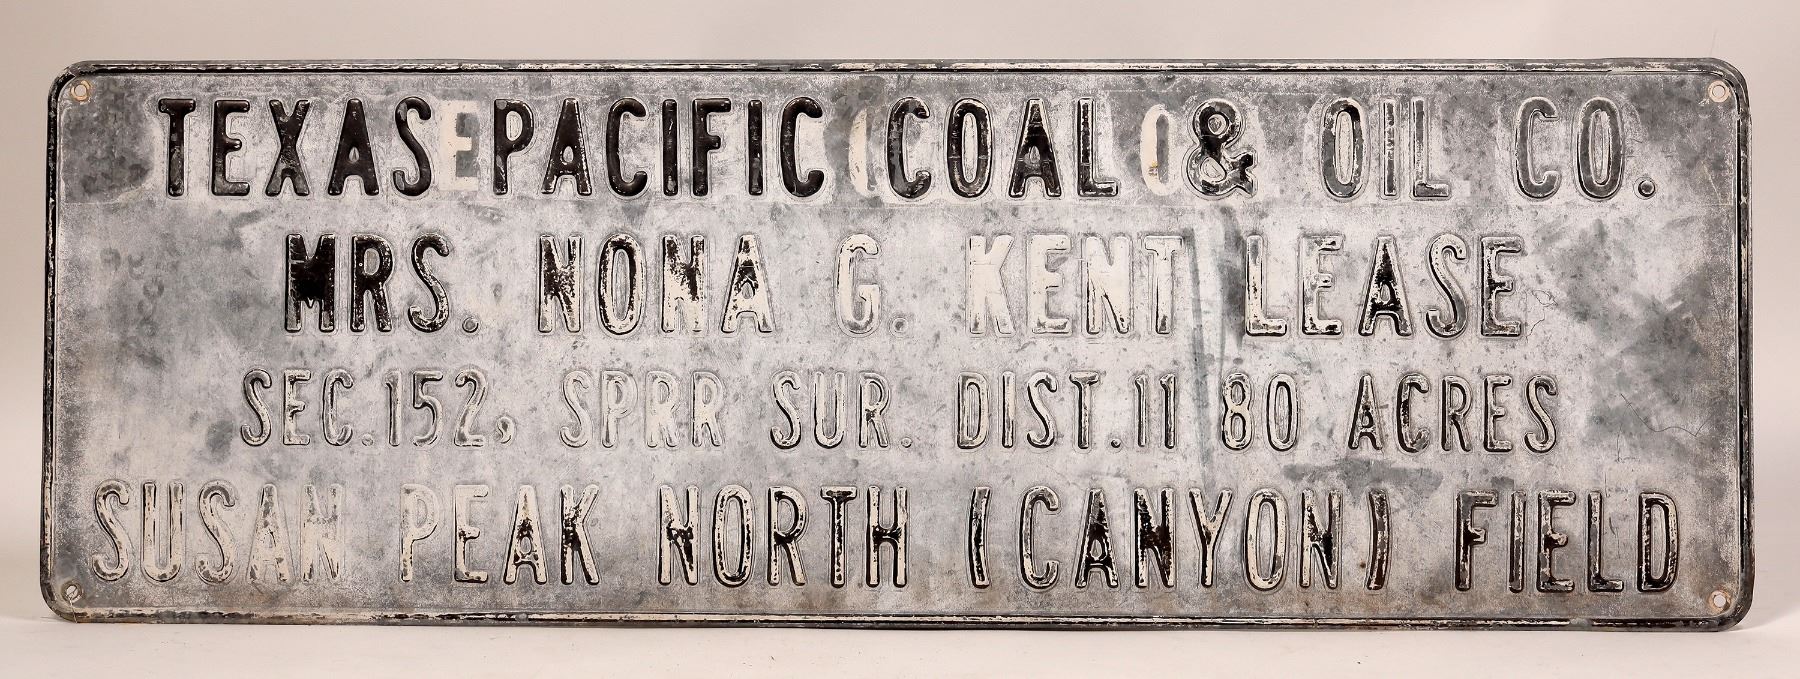 TEXAS PACIFIC COAL & OIL CO.
MRS. NONA G. KENT LEASE
SEC. 152, SPRR SUR. DIST. 11 80 ACRES
SUSAN PEAK NORTH (CANYON) FIELD